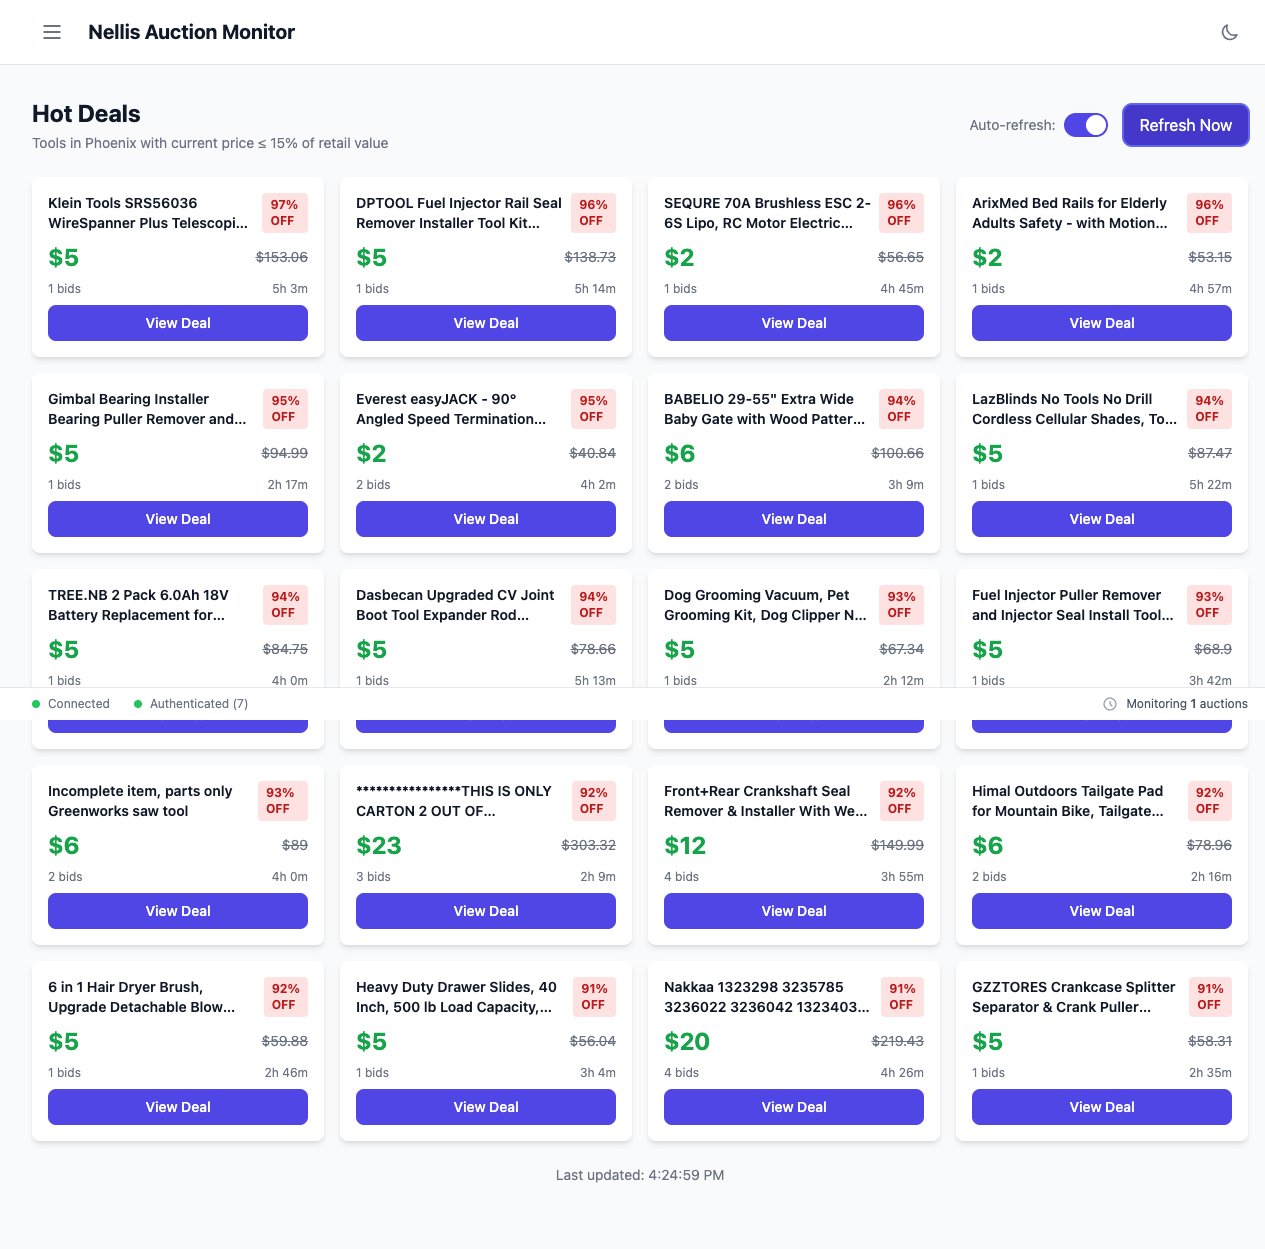 Nellis Auction Monitor
Hot Deals
Tools in Phoenix with current price ≤ 15% of retail value
Auto-refresh:
Refresh Now
Klein Tools SRS56036
WireSpanner Plus Telescopi...
97%
OFF
$5
$153.06
1 bids
5h 3m
View Deal
DPTOOL Fuel Injector Rail Seal
Remover Installer Tool Kit...
96%
OFF
$5
$138.73
1 bids
5h 14m
View Deal
SEQURE 70A Brushless ESC 2-
6S Lipo, RC Motor Electric...
96%
OFF
$2
$56.65
1 bids
4h 45m
View Deal
ArixMed Bed Rails for Elderly
Adults Safety - with Motion...
96%
OFF
$2
$53.15
1 bids
4h 57m
View Deal
Gimbal Bearing Installer
Bearing Puller Remover and...
95%
OFF
$5
$94.99
1 bids
2h 17m
View Deal
Everest easyJACK - 90°
Angled Speed Termination...
95%
OFF
$2
$40.84
2 bids
4h 2m
View Deal
BABELIO 29-55" Extra Wide
Baby Gate with Wood Patter...
94%
OFF
$6
$100.66
2 bids
3h 9m
View Deal
LazBlinds No Tools No Drill
Cordless Cellular Shades, To...
94%
OFF
$5
$87.47
1 bids
5h 22m
View Deal
TREE.NB 2 Pack 6.0Ah 18V
Battery Replacement for...
94%
OFF
$5
$84.75
1 bids
4h 0m
Dasbecan Upgraded CV Joint
Boot Tool Expander Rod...
94%
OFF
$5
$78.66
1 bids
5h 13m
Dog Grooming Vacuum, Pet
Grooming Kit, Dog Clipper N...
93%
OFF
$5
$67.34
1 bids
2h 12m
Fuel Injector Puller Remover
and Injector Seal Install Tool...
93%
OFF
$5
$68.9
1 bids
3h 42m
Connected
Authenticated (7)
Monitoring 1 auctions
Incomplete item, parts only
Greenworks saw tool
93%
OFF
$6
$89
2 bids
4h 0m
View Deal
****************THIS IS ONLY
CARTON 2 OUT OF...
92%
OFF
$23
$303.32
3 bids
2h 9m
View Deal
Front+Rear Crankshaft Seal
Remover & Installer With We...
92%
OFF
$12
$149.99
4 bids
3h 55m
View Deal
Himal Outdoors Tailgate Pad
for Mountain Bike, Tailgate...
92%
OFF
$6
$78.96
2 bids
2h 16m
View Deal
6 in 1 Hair Dryer Brush,
Upgrade Detachable Blow...
92%
OFF
$5
$59.88
1 bids
2h 46m
View Deal
Heavy Duty Drawer Slides, 40
Inch, 500 lb Load Capacity,...
91%
OFF
$5
$56.04
1 bids
3h 4m
View Deal
Nakkaa 1323298 3235785
3236022 3236042 1323403...
91%
OFF
$20
$219.43
4 bids
4h 26m
View Deal
GZZTORES Crankcase Splitter
Separator & Crank Puller...
91%
OFF
$5
$58.31
1 bids
2h 35m
View Deal
Last updated: 4:24:59 PM